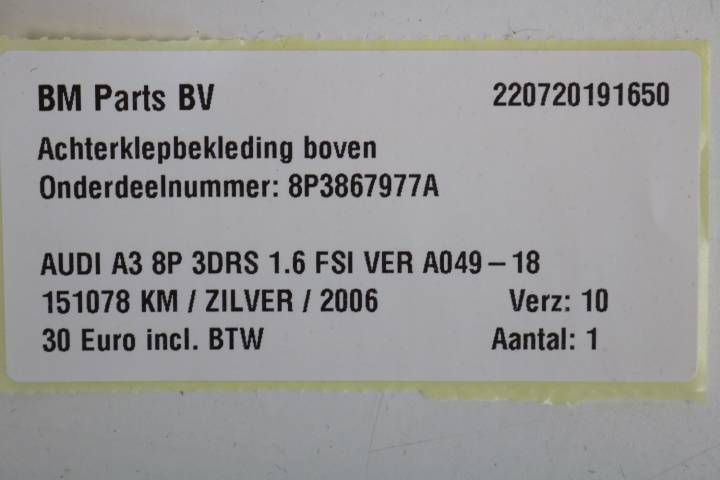 BM Parts BV 220720191650
Achterklepbekleding boven
Onderdeelnummer: 8P3867977A
AUDI A3 8P 3DRS 1.6 FSI VER A049 – 18
151078 KM / ZILVER / 2006 Verz: 10
30 Euro incl. BTW Aantal: 1